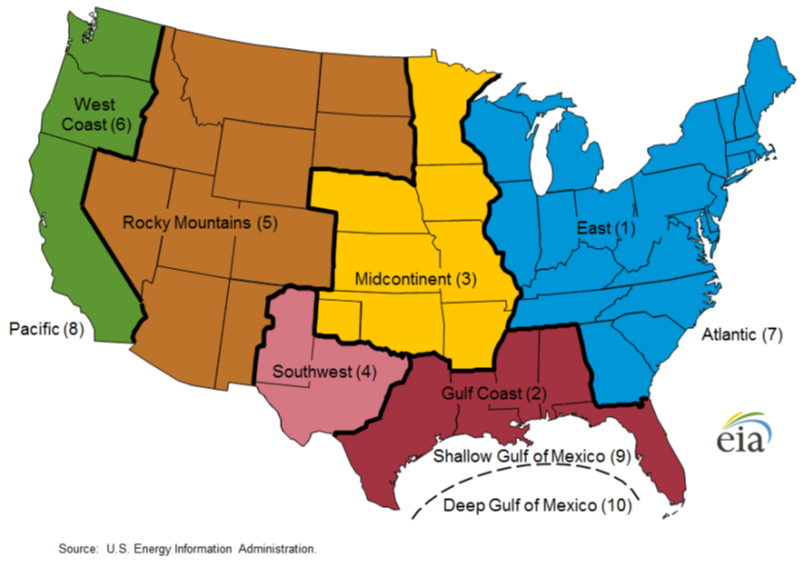 West
Coast (6)
Rocky Mountains (5)
Midcontinent (3)
East (1)
Pacific (8)
Atlantic (7)
Southwest (4)
Gulf Coast (2)
eia
Shallow Gulf of Mexico (9)
Deep Gulf of Mexico (10)
Source: U.S. Energy Information Administration.